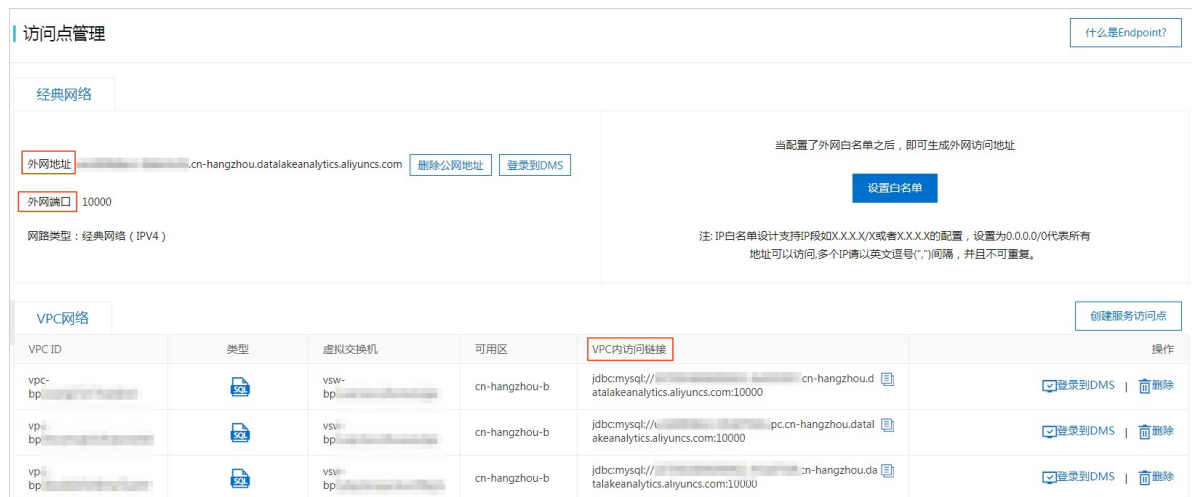 访问点管理
什么是Endpoint?
经典网络
外网地址 .cn-hangzhou.datalakeanalytics.aliyuncs.com 删除公网地址 登录到DMS
外网端口 10000
网路类型：经典网络（IPV4）
当配置了外网白名单之后，即可生成外网访问地址
设置白名单
注: IP白名单设计支持IP段如X.X.X.X/X或者X.X.X.X的配置，设置为0.0.0.0/0代表所有
地址可以访问,多个IP请以英文逗号(",")间隔，并且不可重复。
VPC网络
创建服务访问点
VPC ID 类型 虚拟交换机 可用区 VPC内访问链接 操作
vpc-
bp
SQL
vsw-
bp
cn-hangzhou-b
jdbc:mysql:// cn-hangzhou.d
atalakeanalytics.aliyuncs.com:10000
登录到DMS | 删除
bp
SQL
bp
cn-hangzhou-b
jdbc:mysql:// pc.cn-hangzhou.datal
akeanalytics.aliyuncs.com:10000
登录到DMS | 删除
bp
SQL
bp
cn-hangzhou-b
jdbc:mysql:// :n-hangzhou.da
talakeanalytics.aliyuncs.com:10000
登录到DMS | 删除